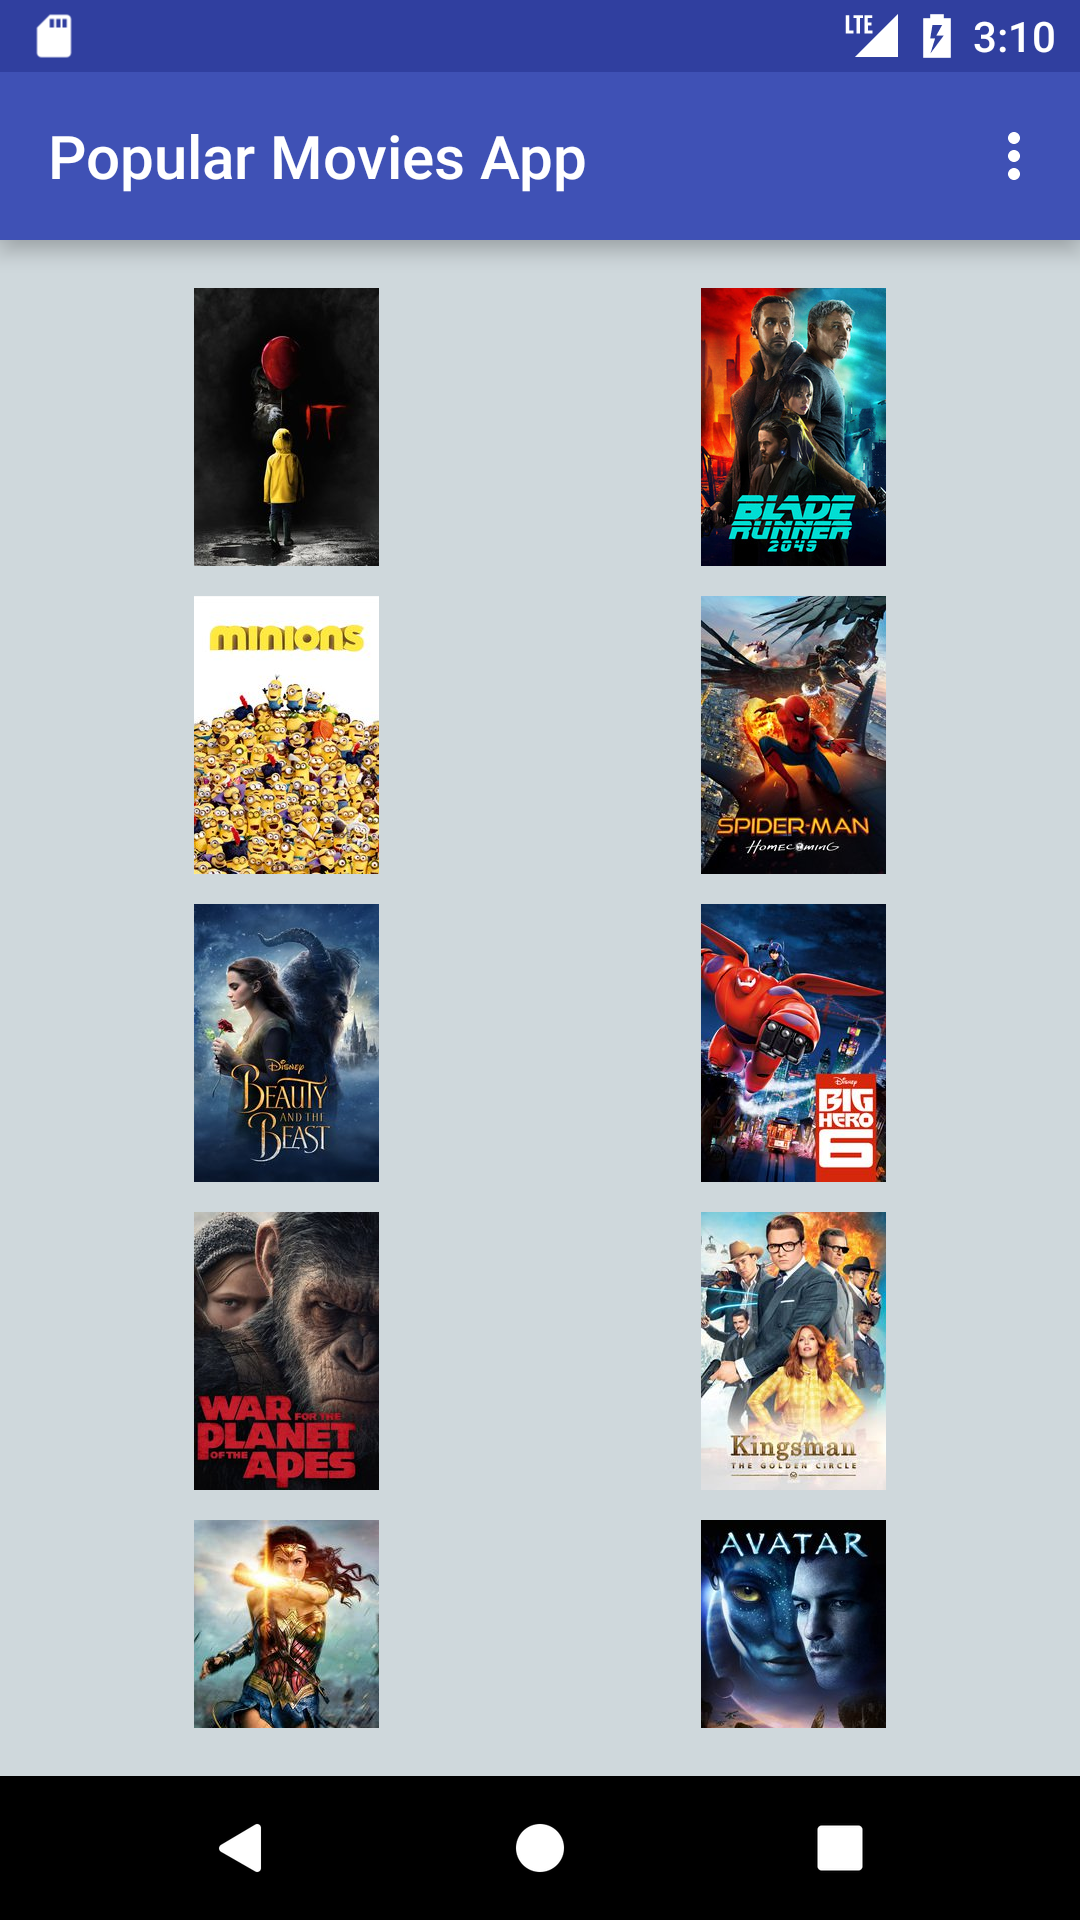 LTE 3:10
Popular Movies App
IT
BLADE
RUNNER
2049
MINIONS
SPIDER-MAN
HOMECOMING
Disney
BEAUTY
AND THE
BEAST
Disney
BIG
HERO
6
WAR FOR THE
PLANET
OF THE APES
Kingsman
THE GOLDEN CIRCLE
AVATAR